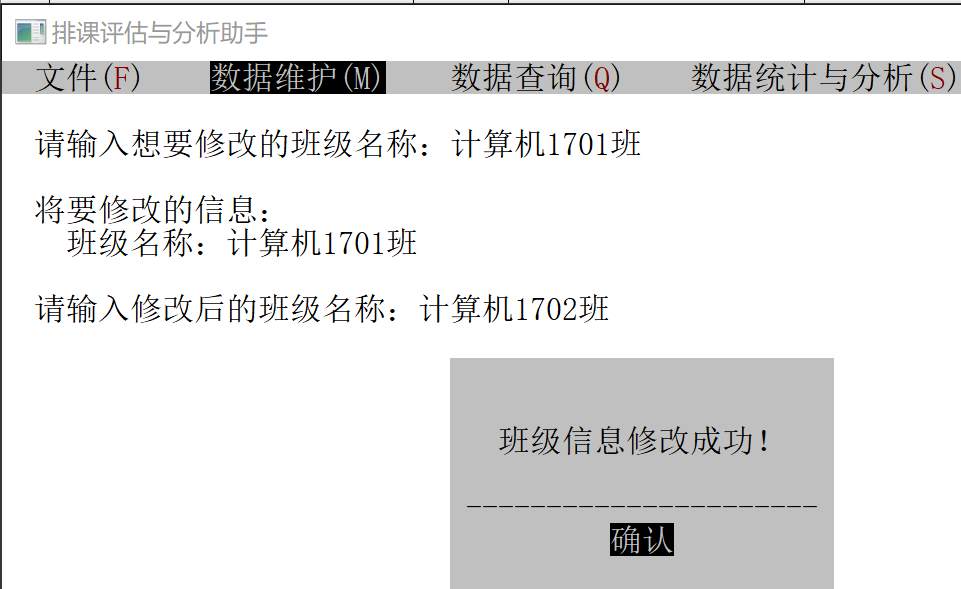 排课评估与分析助手
文件(F) 数据维护(M) 数据查询(Q) 数据统计与分析(S)
请输入想要修改的班级名称：计算机1701班
将要修改的信息：
班级名称：计算机1701班
请输入修改后的班级名称：计算机1702班
班级信息修改成功！
----------------------
确认